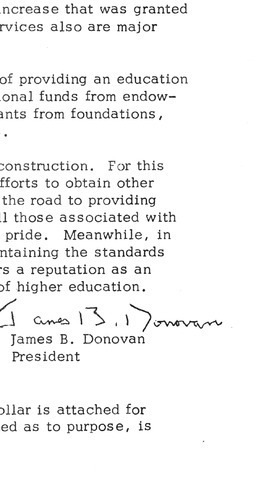 increase that was granted
rvices also are major
of providing an education
ional funds from endow-
ants from foundations,
.
construction. For this
fforts to obtain other
the road to providing
ll those associated with
pride. Meanwhile, in
ntaining the standards
rs a reputation as an
of higher education.
James B. Donovan
James B. Donovan
President
ollar is attached for
ed as to purpose, is